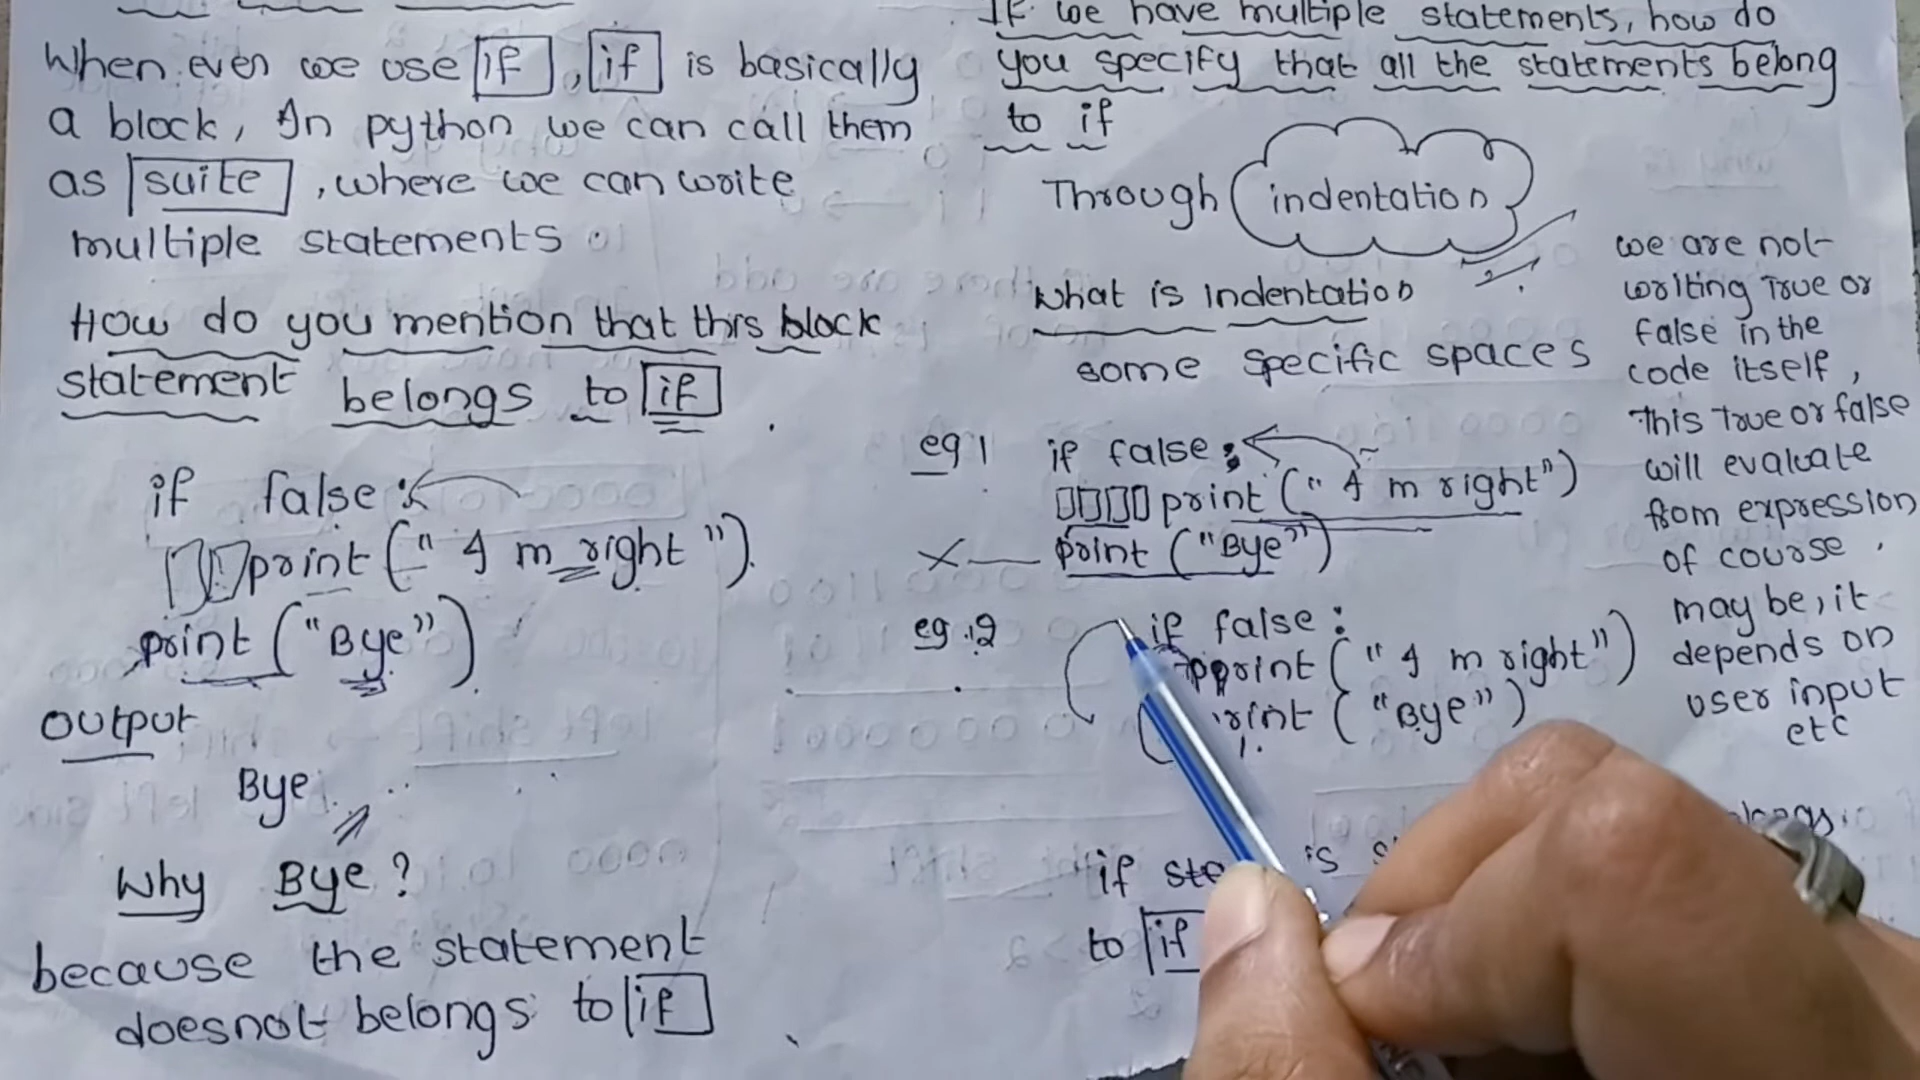 When even we use if, if is basically
a block, In python we can call them
as suite, where we can write
multiple statements
How do you mention that this block
statement belongs to if.
if false:
print(" I m right").
print("Bye")
output
Bye
Why Bye?
because the statement
doesnot belongs to if
If we have multiple statements, how do
you specify that all the statements belong
to if
Through indentation
what is indentation
some specific spaces
eg 1 if false:
print(" I m right")
X print("Bye")
eg.2 if false:
print(" I m right")
print("Bye")
if
to if
we are not
writing True or
false in the
code itself,
This True or false
will evaluate
from expression
of course,
may be, it
depends on
user input
etc